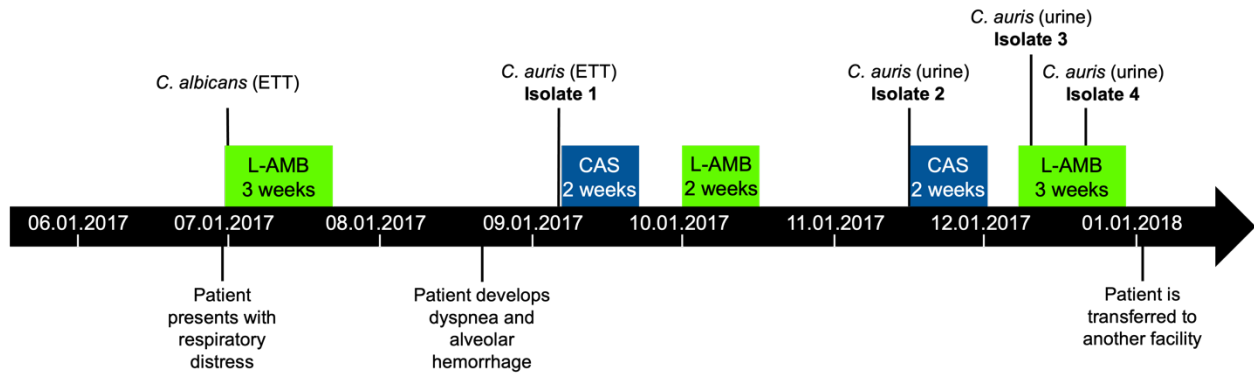 C. auris (urine)
Isolate 3
C. albicans (ETT)
C. auris (ETT)
Isolate 1
C. auris (urine)
Isolate 2
C. auris (urine)
Isolate 4
L-AMB
3 weeks
CAS
2 weeks
L-AMB
2 weeks
CAS
2 weeks
L-AMB
3 weeks
06.01.2017 07.01.2017 08.01.2017 09.01.2017 10.01.2017 11.01.2017 12.01.2017 01.01.2018
Patient
presents with
respiratory
distress
Patient develops
dyspnea and
alveolar
hemorrhage
Patient is
transferred to
another facility